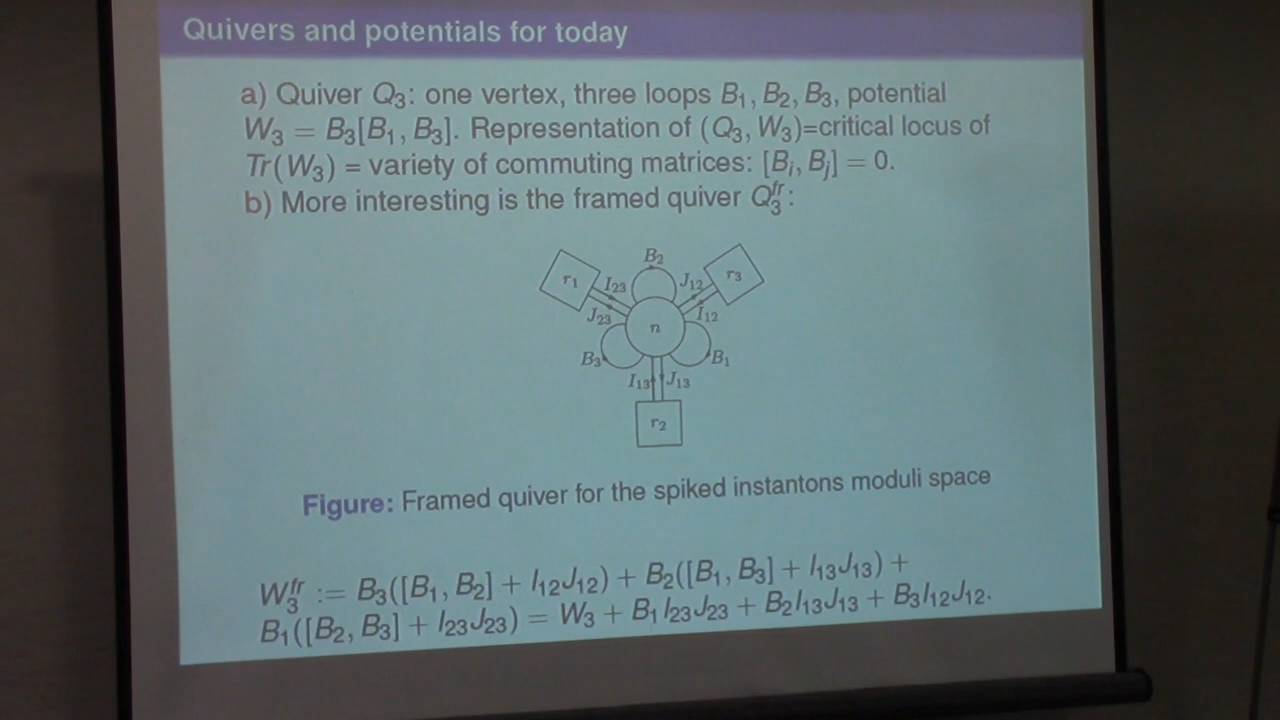 Quivers and potentials for today
a) Quiver Q₃: one vertex, three loops B₁, B₂, B₃, potential
W₃ = B₃[B₁, B₃]. Representation of (Q₃, W₃)=critical locus of
Tr(W₃) = variety of commuting matrices: [Bᵢ, Bⱼ] = 0.
b) More interesting is the framed quiver Q₃ᶠʳ:
B₂
r₁ I₂₃ J₁₂ r₃
J₂₃ n I₁₂
B₃ B₁
I₁₃ J₁₃
r₂
Figure: Framed quiver for the spiked instantons moduli space
W₃ᶠʳ := B₃([B₁, B₂] + I₁₂J₁₂) + B₂([B₁, B₃] + I₁₃J₁₃) +
B₁([B₂, B₃] + I₂₃J₂₃) = W₃ + B₁I₂₃J₂₃ + B₂I₁₃J₁₃ + B₃I₁₂J₁₂.